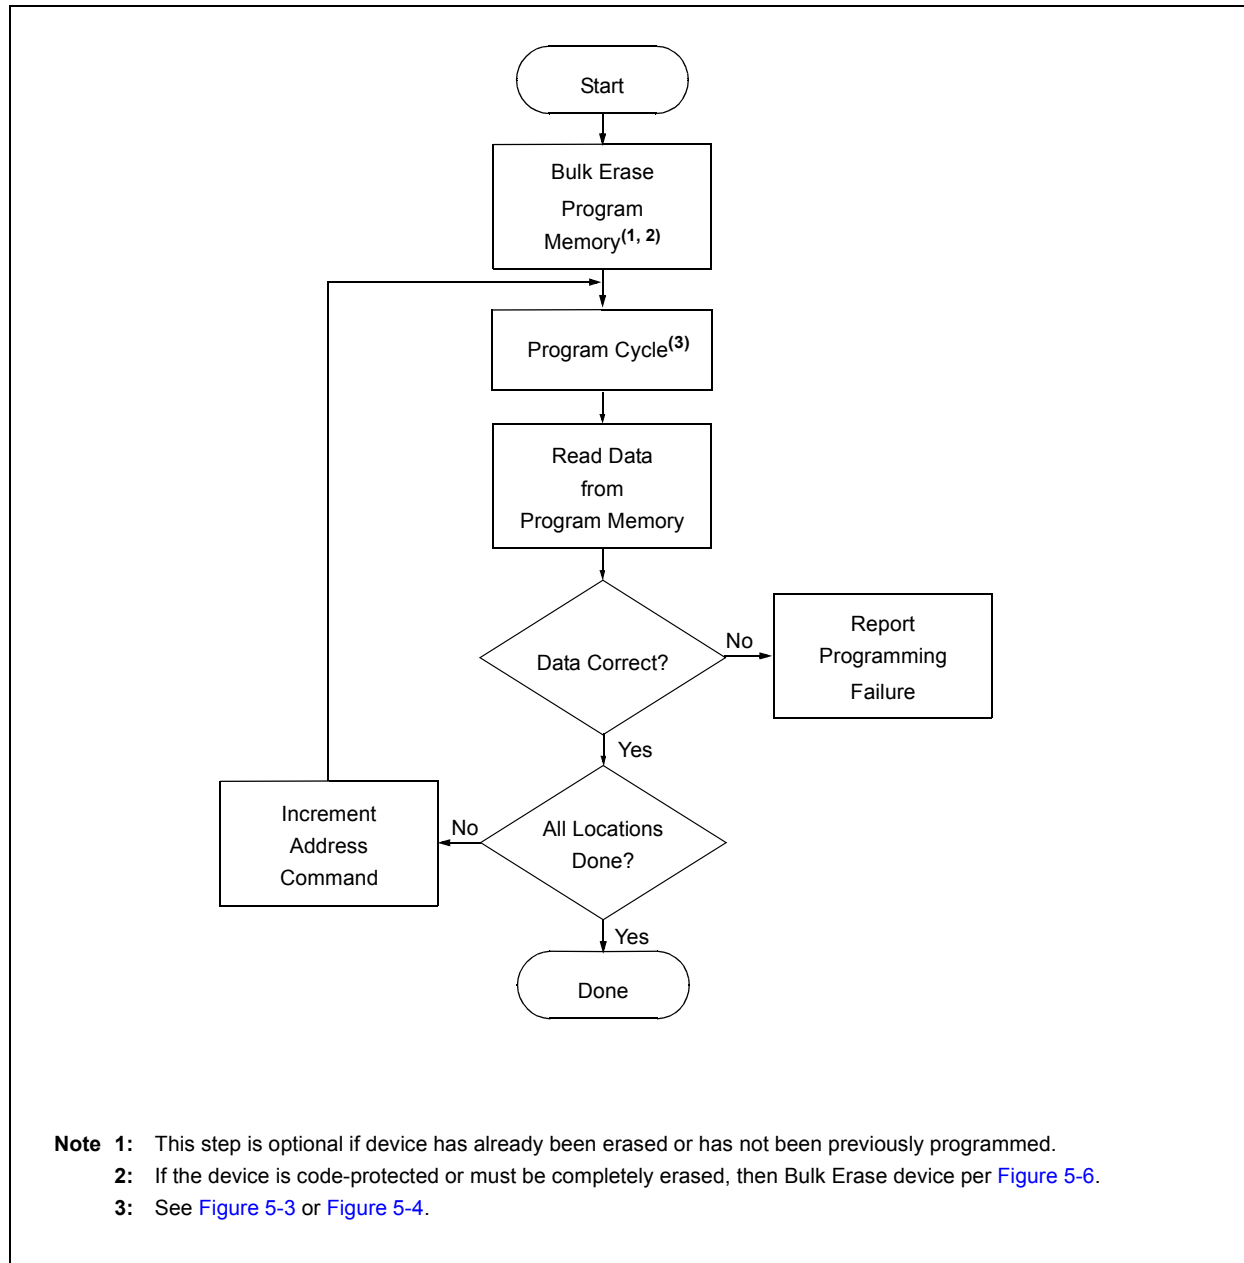 Start
Bulk Erase
Program
Memory(1, 2)
Program Cycle(3)
Read Data
from
Program Memory
Data Correct?
No
Report
Programming
Failure
Yes
All Locations
Done?
No
Increment
Address
Command
Yes
Done
Note 1: This step is optional if device has already been erased or has not been previously programmed.
2: If the device is code-protected or must be completely erased, then Bulk Erase device per Figure 5-6.
3: See Figure 5-3 or Figure 5-4.